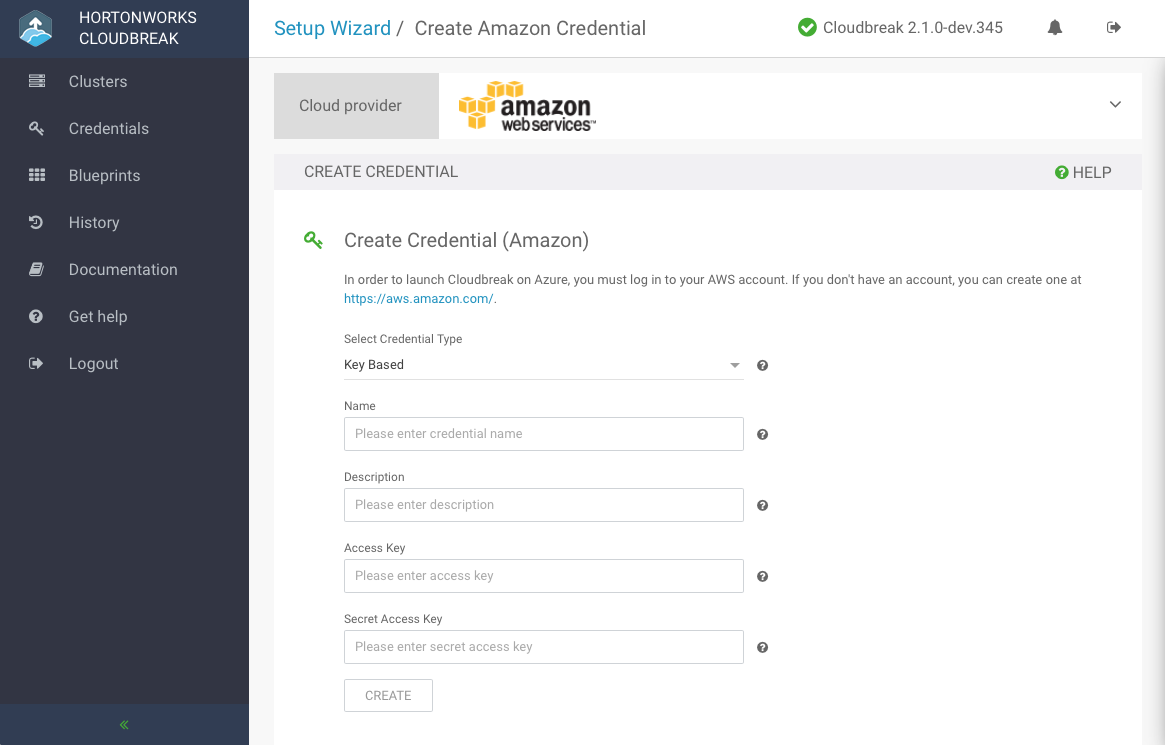 HORTONWORKS
CLOUDBREAK
Clusters
Credentials
Blueprints
History
Documentation
Get help
Logout
«
Setup Wizard / Create Amazon Credential
Cloudbreak 2.1.0-dev.345
Cloud provider
amazon
webservices™
CREATE CREDENTIAL
HELP
Create Credential (Amazon)
In order to launch Cloudbreak on Azure, you must log in to your AWS account. If you don't have an account, you can create one at
https://aws.amazon.com/.
Select Credential Type
Key Based
Name
Please enter credential name
Description
Please enter description
Access Key
Please enter access key
Secret Access Key
Please enter secret access key
CREATE